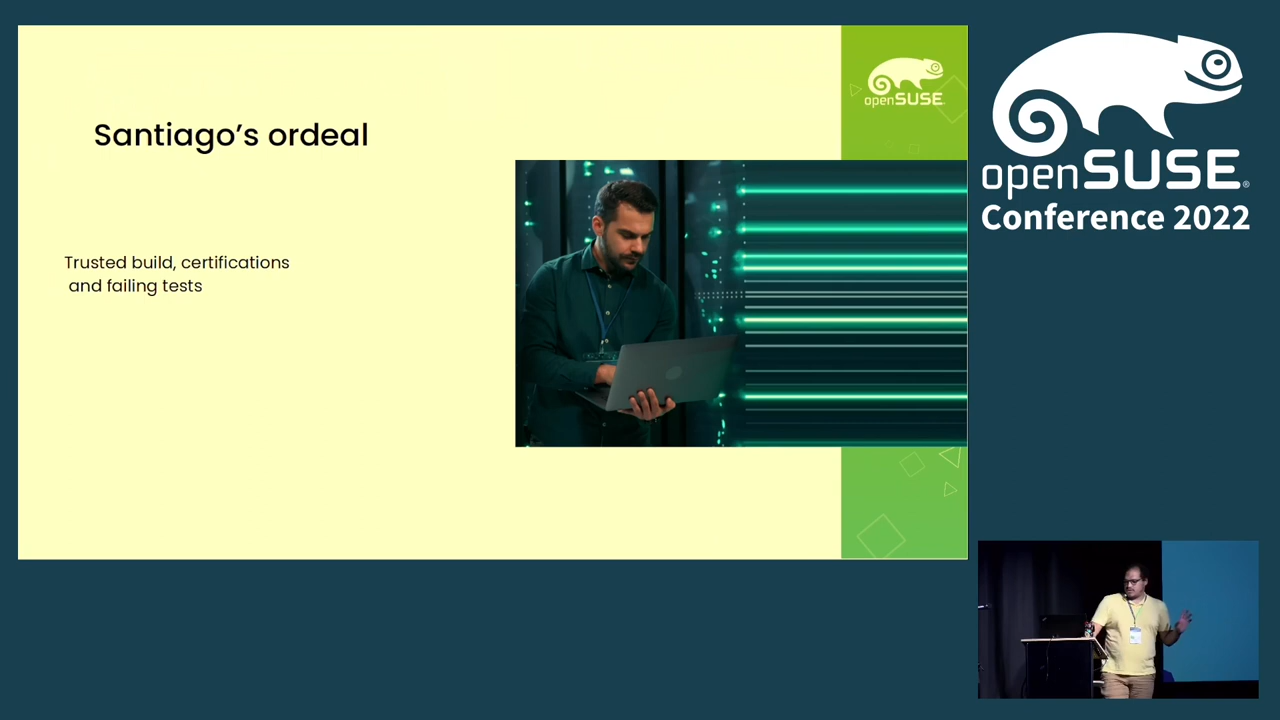 Santiago’s ordeal
Trusted build, certifications
and failing tests
openSUSE
openSUSE®
Conference 2022